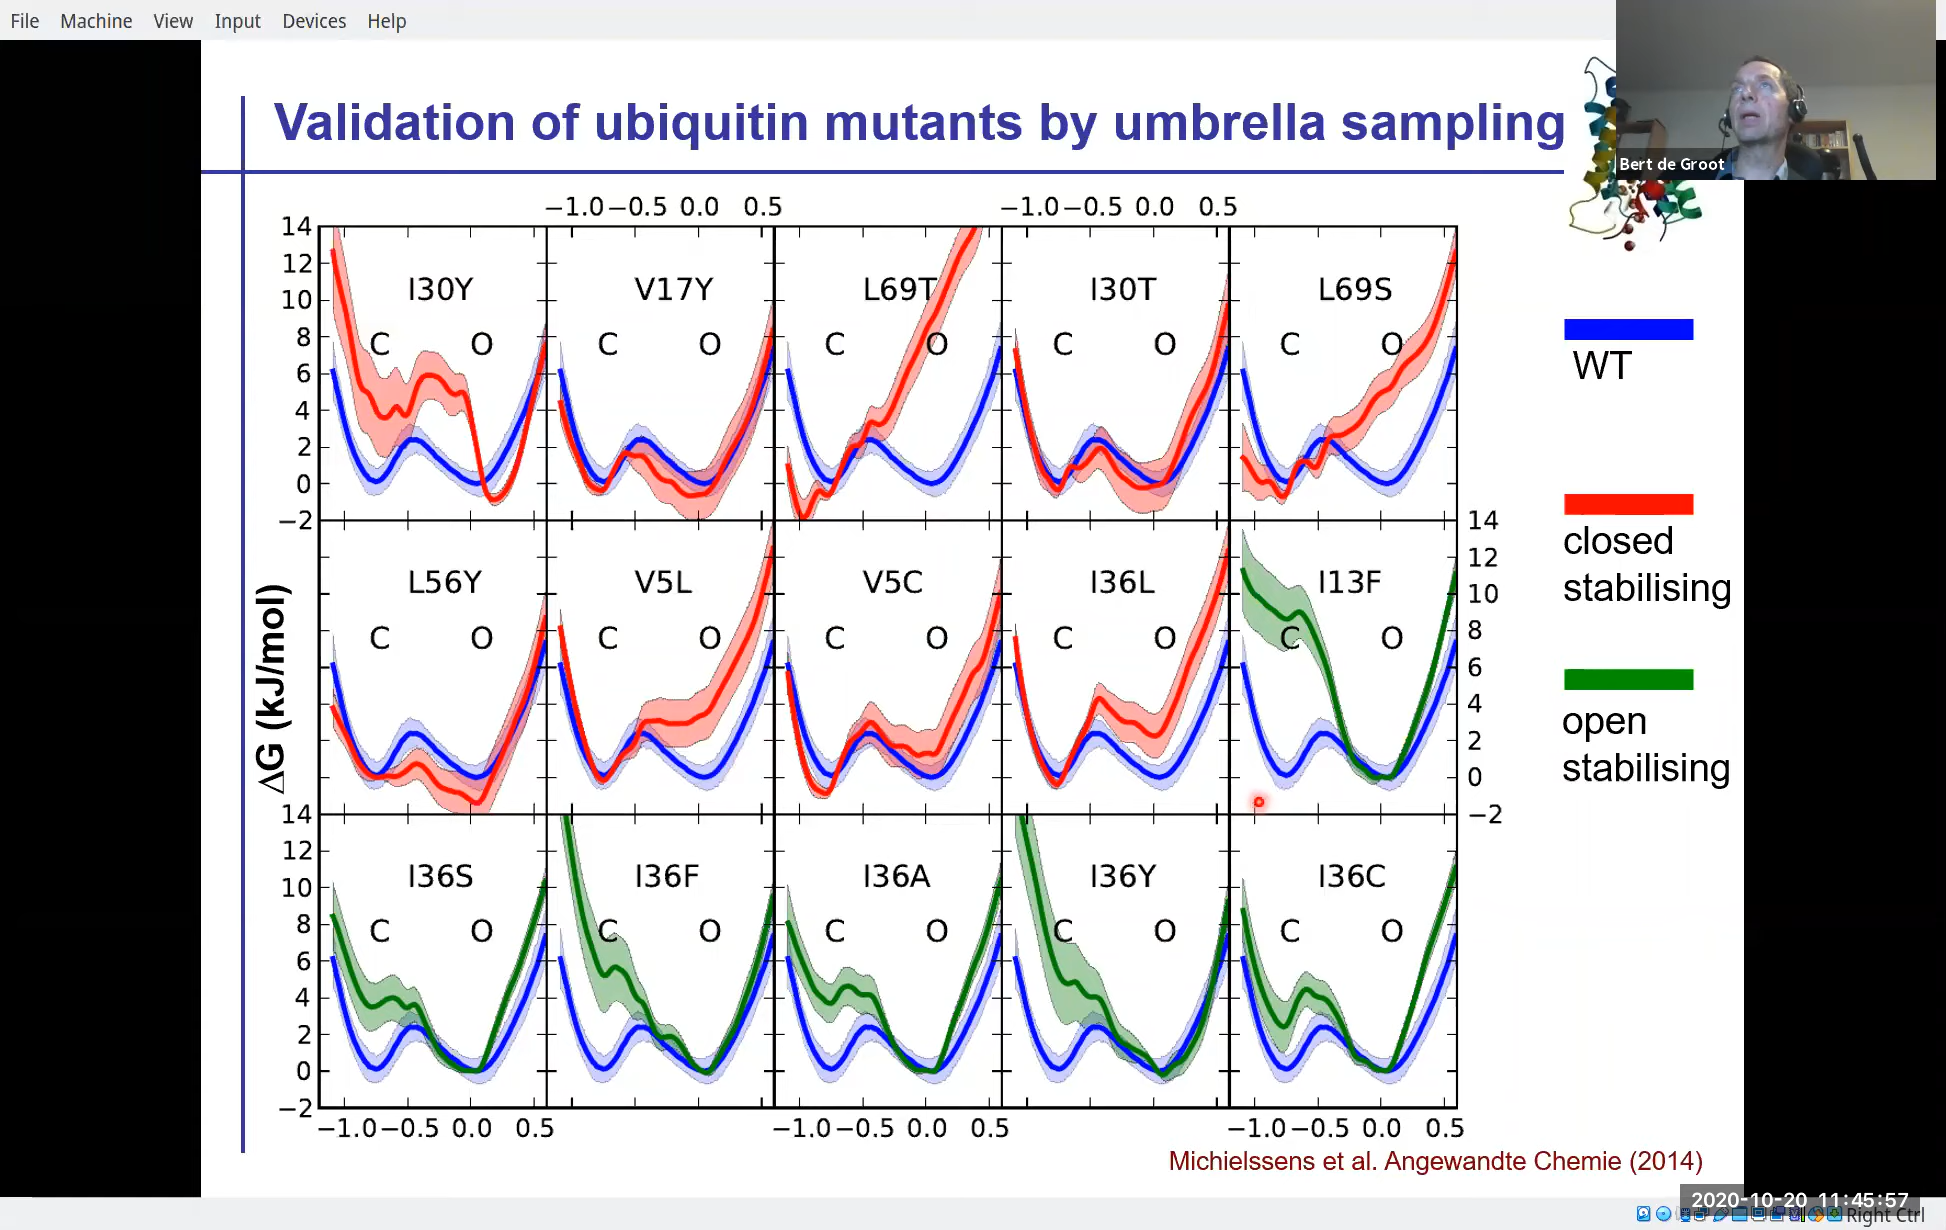 File Machine View Input Devices Help
Validation of ubiquitin mutants by umbrella sampling
Bert de Groot
−1.0 −0.5 0.0 0.5 −1.0 −0.5 0.0 0.5
14
12
10
8
6
4
2
0
−2
I30Y V17Y L69T I30T L69S
C O C O C O C O C O
WT
closed
stabilising
open
stabilising
ΔG (kJ/mol)
L56Y V5L V5C I36L I13F
C O C O C O C O C O
14
12
10
8
6
4
2
0
−2
14
12
10
8
6
4
2
0
−2
I36S I36F I36A I36Y I36C
C O C O C O C O C O
−1.0 −0.5 0.0 0.5 −1.0 −0.5 0.0 0.5 −1.0 −0.5 0.0 0.5
Michielssens et al. Angewandte Chemie (2014)
2020-10-20 11:45:57
Right Ctrl